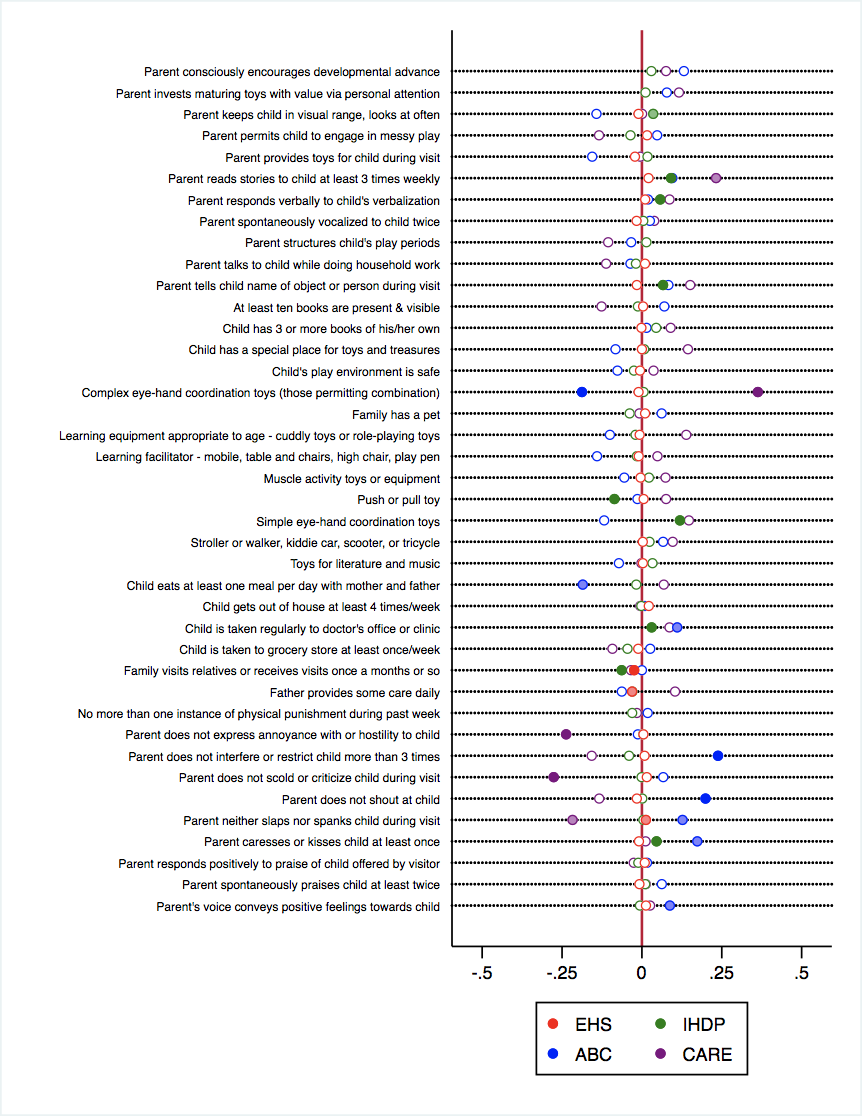 Parent consciously encourages developmental advance
Parent invests maturing toys with value via personal attention
Parent keeps child in visual range, looks at often
Parent permits child to engage in messy play
Parent provides toys for child during visit
Parent reads stories to child at least 3 times weekly
Parent responds verbally to child's verbalization
Parent spontaneously vocalized to child twice
Parent structures child's play periods
Parent talks to child while doing household work
Parent tells child name of object or person during visit
At least ten books are present & visible
Child has 3 or more books of his/her own
Child has a special place for toys and treasures
Child's play environment is safe
Complex eye-hand coordination toys (those permitting combination)
Family has a pet
Learning equipment appropriate to age - cuddly toys or role-playing toys
Learning facilitator - mobile, table and chairs, high chair, play pen
Muscle activity toys or equipment
Push or pull toy
Simple eye-hand coordination toys
Stroller or walker, kiddie car, scooter, or tricycle
Toys for literature and music
Child eats at least one meal per day with mother and father
Child gets out of house at least 4 times/week
Child is taken regularly to doctor's office or clinic
Child is taken to grocery store at least once/week
Family visits relatives or receives visits once a months or so
Father provides some care daily
No more than one instance of physical punishment during past week
Parent does not express annoyance with or hostility to child
Parent does not interfere or restrict child more than 3 times
Parent does not scold or criticize child during visit
Parent does not shout at child
Parent neither slaps nor spanks child during visit
Parent caresses or kisses child at least once
Parent responds positively to praise of child offered by visitor
Parent spontaneously praises child at least twice
Parent's voice conveys positive feelings towards child
-.5 -.25 0 .25 .5
EHS IHDP
ABC CARE